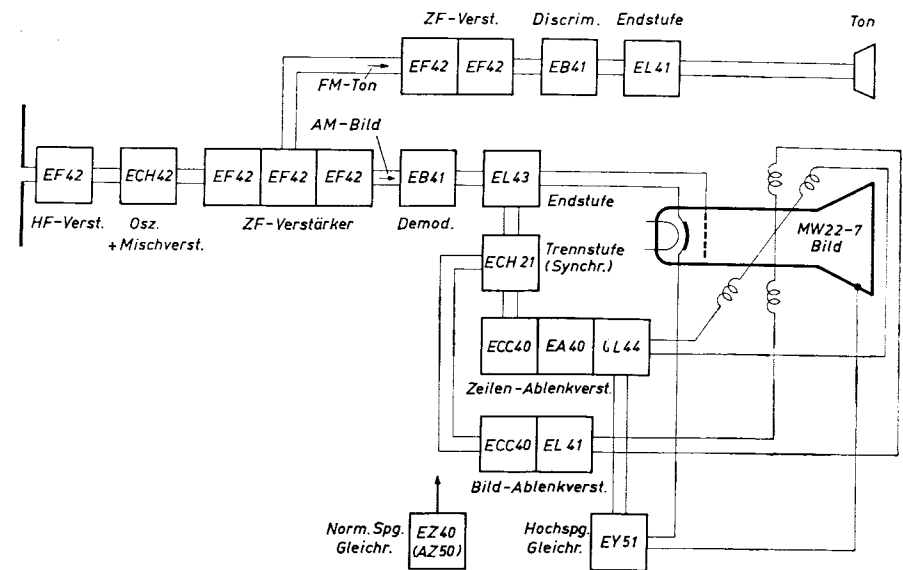 ZF-Verst.
Discrim.
Endstufe
Ton
EF42
EF42
EB41
EL41
FM-Ton
AM-Bild
EF42
ECH42
EF42
EF42
EF42
EB41
EL43
HF-Verst.
Osz.
+Mischverst.
ZF-Verstärker
Demod.
Endstufe
MW22-7
Bild
ECH21
Trennstufe
(Synchr.)
ECC40
EA40
Zeilen-Ablenkverst.
ECC40
EL41
Bild-Ablenkverst.
Norm. Spg.
Gleichr.
EZ40
(AZ50)
Hochspg.
Gleichr.
EY51